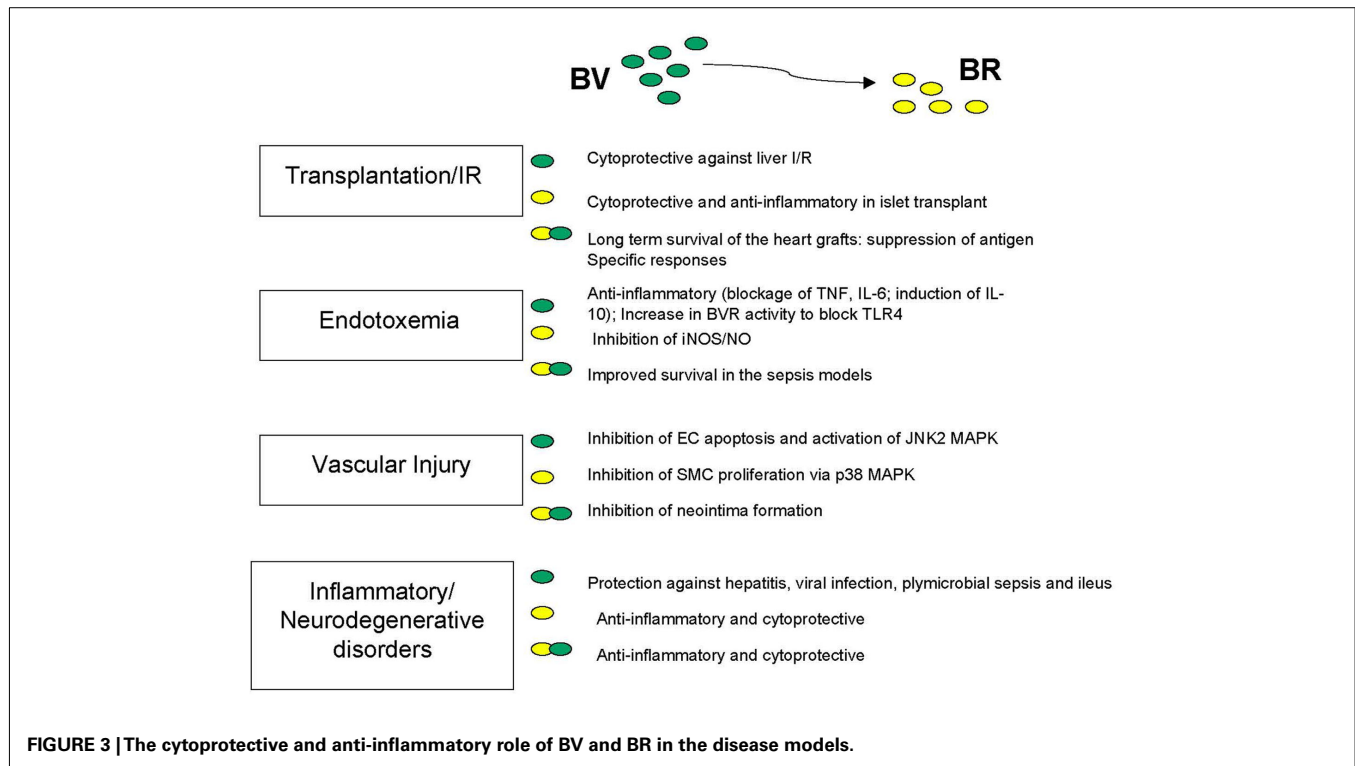 BV
BR
Transplantation/IR
Cytoprotective against liver I/R
Cytoprotective and anti-inflammatory in islet transplant
Long term survival of the heart grafts: suppression of antigen
Specific responses
Endotoxemia
Anti-inflammatory (blockage of TNF, IL-6; induction of IL-
10); Increase in BVR activity to block TLR4
Inhibition of iNOS/NO
Improved survival in the sepsis models
Vascular Injury
Inhibition of EC apoptosis and activation of JNK2 MAPK
Inhibition of SMC proliferation via p38 MAPK
Inhibition of neointima formation
Inflammatory/
Neurodegenerative
disorders
Protection against hepatitis, viral infection, plymicrobial sepsis and ileus
Anti-inflammatory and cytoprotective
Anti-inflammatory and cytoprotective
FIGURE 3 | The cytoprotective and anti-inflammatory role of BV and BR in the disease models.